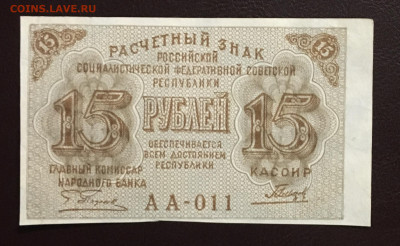 COINS.LAVE.RU
15 РАСЧЕТНЫЙ ЗНАК 15
РОССИЙСКОЙ
СОЦИАЛИСТИЧЕСКОЙ ФЕДЕРАТИВНОЙ СОВЕТСКОЙ
РЕСПУБЛИКИ
15 РУБЛЕЙ 15
ОБЕСПЕЧИВАЕТСЯ
ВСЕМ ДОСТОЯНИЕМ
РЕСПУБЛИКИ
ГЛАВНЫЙ КОМИССАР
НАРОДНОГО БАНКА
КАССИР
АА-011